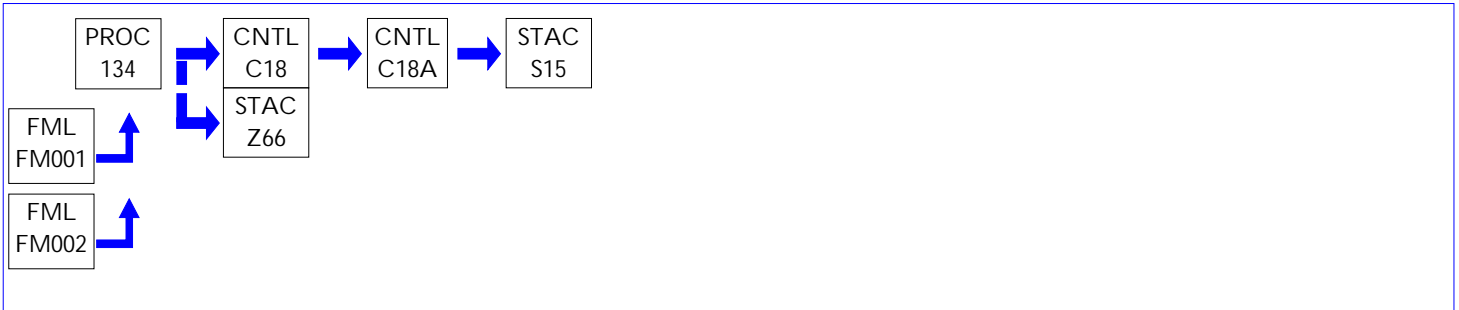 PROC
134
CNTL
C18
CNTL
C18A
STAC
S15
STAC
Z66
FML
FM001
FML
FM002